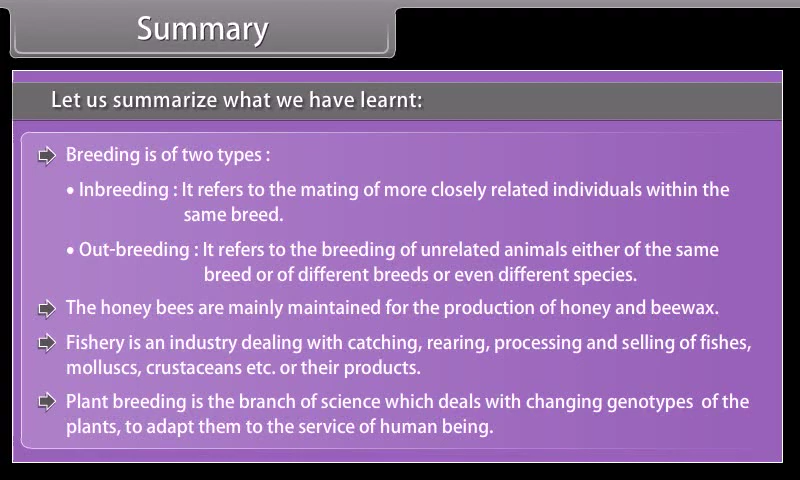 Summary
Let us summarize what we have learnt:
Breeding is of two types :
• Inbreeding : It refers to the mating of more closely related individuals within the
same breed.
• Out-breeding : It refers to the breeding of unrelated animals either of the same
breed or of different breeds or even different species.
The honey bees are mainly maintained for the production of honey and beewax.
Fishery is an industry dealing with catching, rearing, processing and selling of fishes,
molluscs, crustaceans etc. or their products.
Plant breeding is the branch of science which deals with changing genotypes of the
plants, to adapt them to the service of human being.